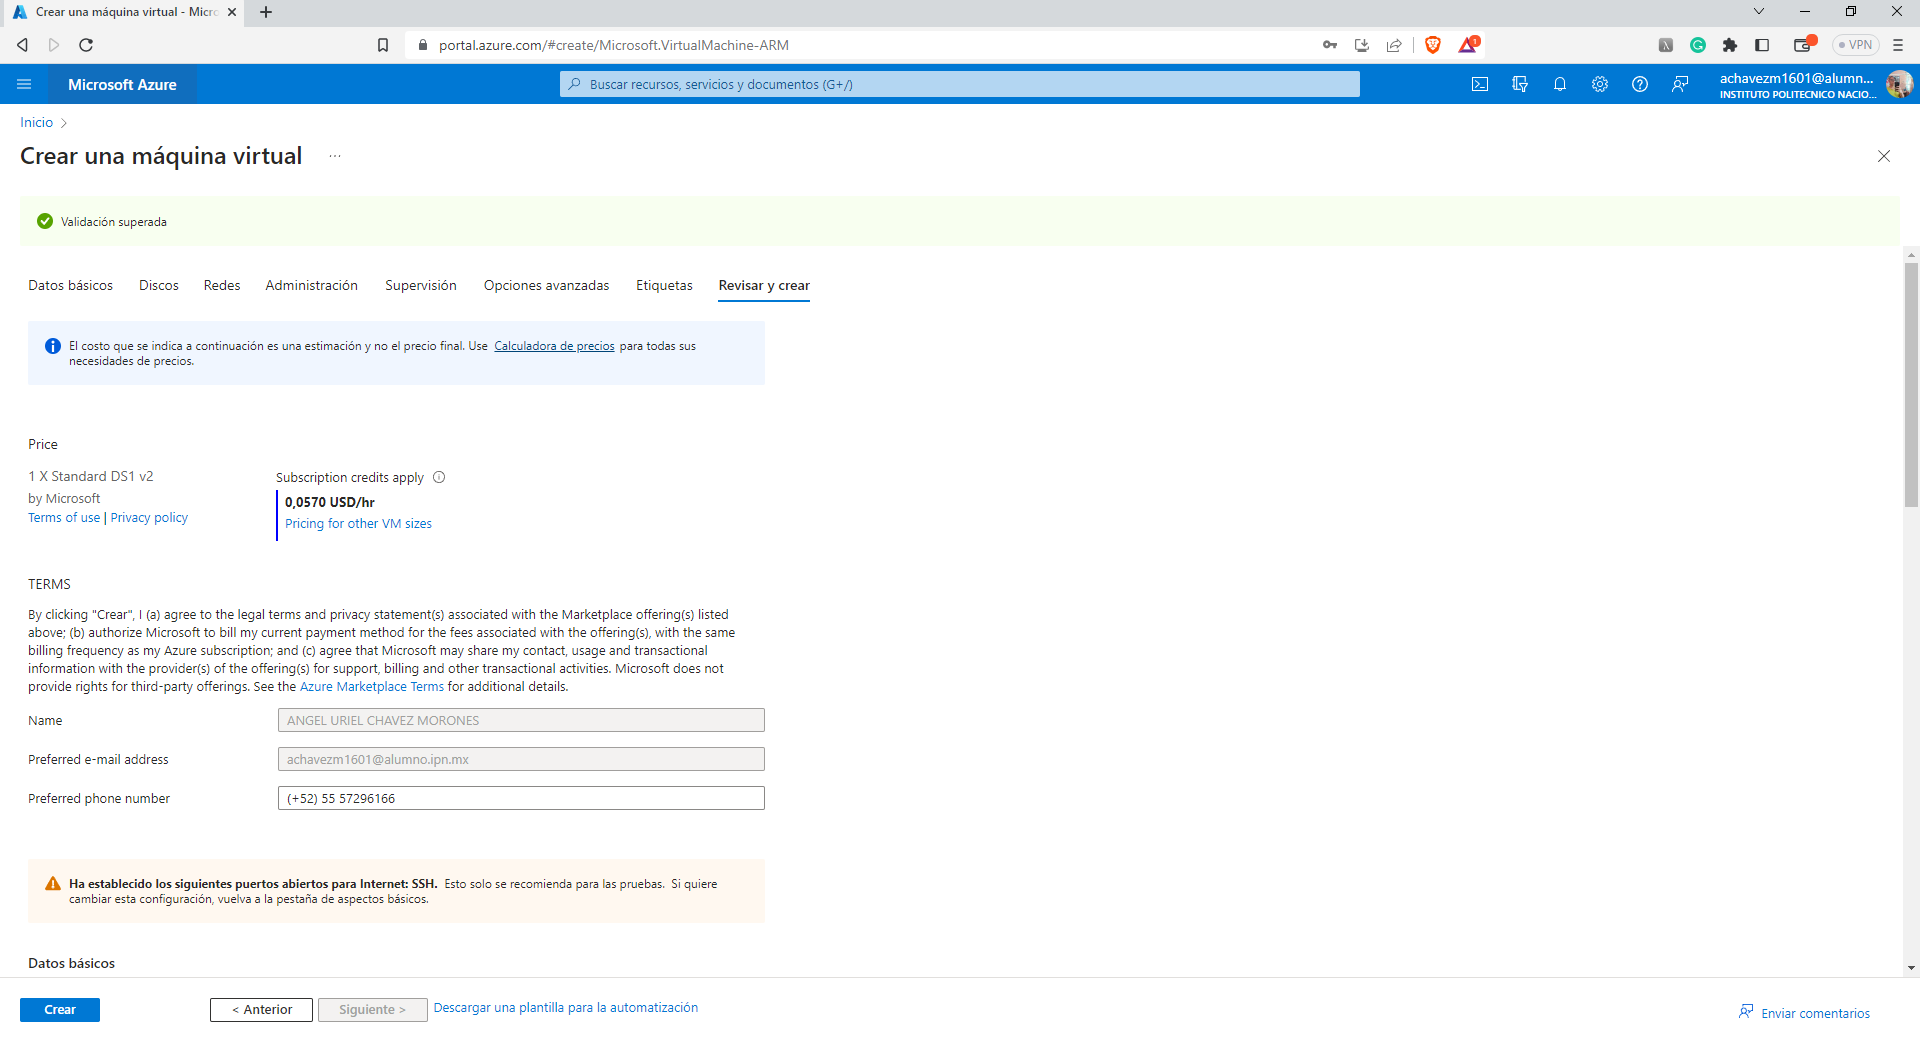 Crear una máquina virtual - Micro
portal.azure.com/#create/Microsoft.VirtualMachine-ARM
1
VPN
Microsoft Azure
Buscar recursos, servicios y documentos (G+/)
achavezm1601@alumn...
INSTITUTO POLITECNICO NACIO...
Inicio
Crear una máquina virtual
...
Validación superada
Datos básicos
Discos
Redes
Administración
Supervisión
Opciones avanzadas
Etiquetas
Revisar y crear
El costo que se indica a continuación es una estimación y no el precio final. Use Calculadora de precios para todas sus
necesidades de precios.
Price
1 X Standard DS1 v2
by Microsoft
Terms of use | Privacy policy
Subscription credits apply
0,0570 USD/hr
Pricing for other VM sizes
TERMS
By clicking "Crear", I (a) agree to the legal terms and privacy statement(s) associated with the Marketplace offering(s) listed
above; (b) authorize Microsoft to bill my current payment method for the fees associated with the offering(s), with the same
billing frequency as my Azure subscription; and (c) agree that Microsoft may share my contact, usage and transactional
information with the provider(s) of the offering(s) for support, billing and other transactional activities. Microsoft does not
provide rights for third-party offerings. See the Azure Marketplace Terms for additional details.
Name
ANGEL URIEL CHAVEZ MORONES
Preferred e-mail address
achavezm1601@alumno.ipn.mx
Preferred phone number
(+52) 55 57296166
Ha establecido los siguientes puertos abiertos para Internet: SSH. Esto solo se recomienda para las pruebas. Si quiere
cambiar esta configuración, vuelva a la pestaña de aspectos básicos.
Datos básicos
Crear
< Anterior
Siguiente >
Descargar una plantilla para la automatización
Enviar comentarios